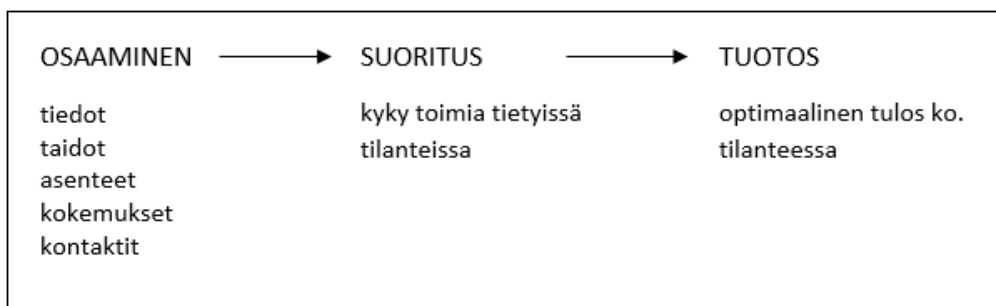 OSAAMINEN SUORITUS TUOTOS
tiedot kyky toimia tietyissä optimaalinen tulos ko.
taidot tilanteissa tilanteessa
asenteet
kokemukset
kontaktit